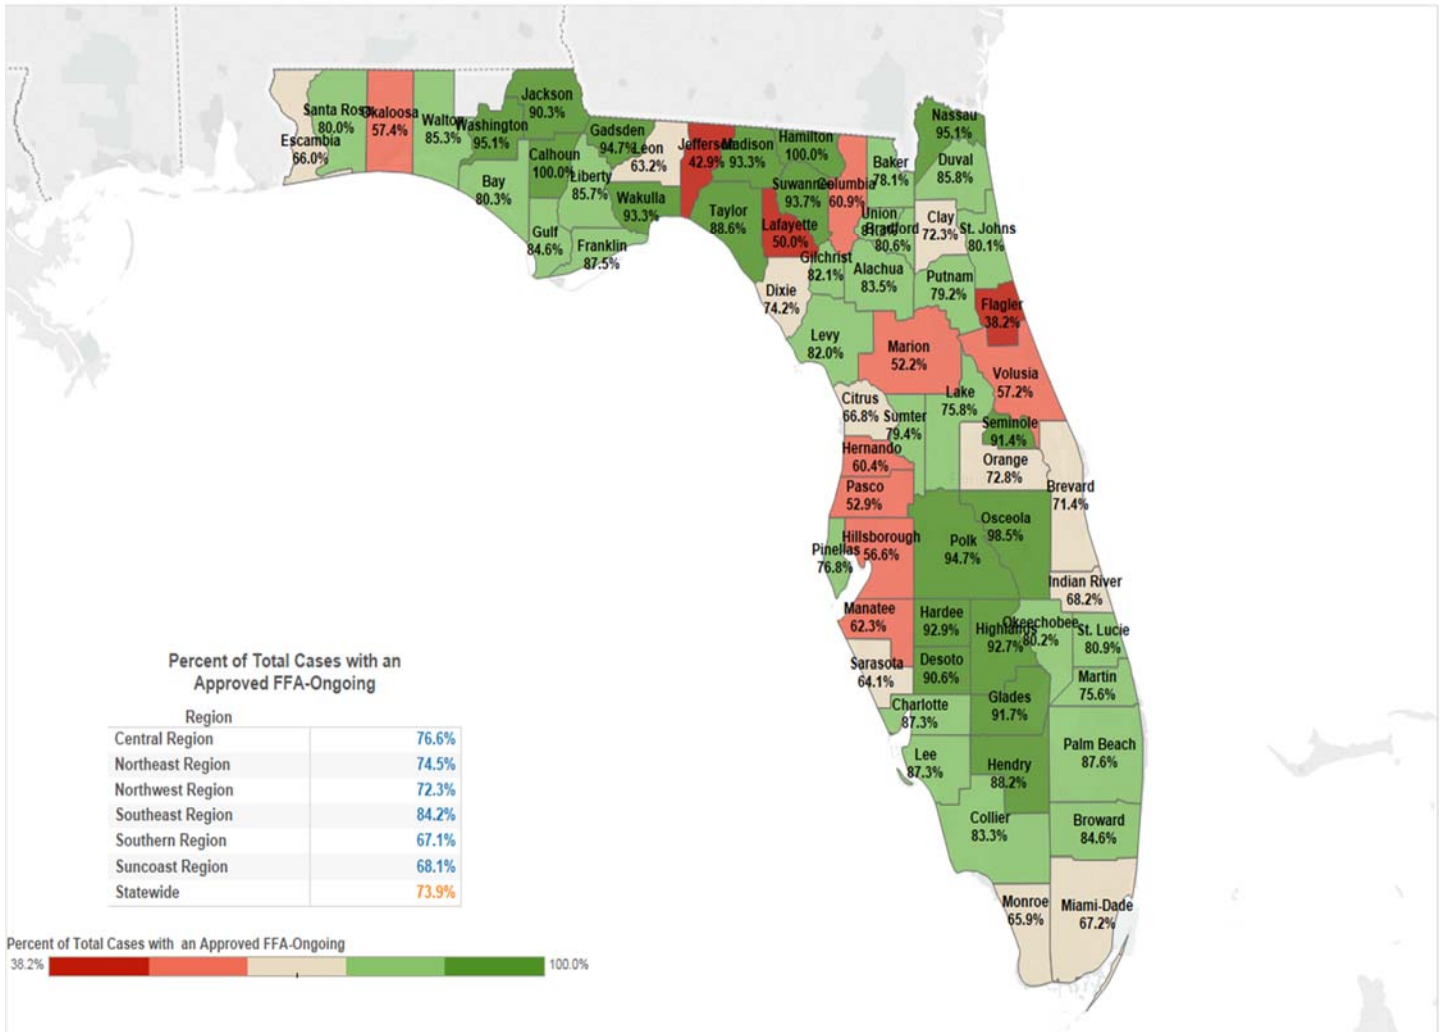 Jackson
90.3%
Santa Rosa
80.0%
Okaloosa
57.4%
Walton
85.3%
Washington
95.1%
Escambia
66.0%
Gadsden
94.7%
Leon
63.2%
Jefferson
42.9%
Madison
93.3%
Hamilton
100.0%
Nassau
95.1%
Calhoun
100.0%
Liberty
85.7%
Bay
80.3%
Wakulla
93.3%
Taylor
88.6%
Suwannee
93.7%
Columbia
60.9%
Baker
78.1%
Duval
85.8%
Lafayette
50.0%
Union
Bradford
80.6%
Clay
72.3%
St. Johns
80.1%
Gulf
84.6%
Franklin
87.5%
Gilchrist
82.1%
Alachua
83.5%
Putnam
79.2%
Dixie
74.2%
Flagler
38.2%
Levy
82.0%
Marion
52.2%
Volusia
57.2%
Citrus
66.8%
Sumter
79.4%
Lake
75.8%
Seminole
91.4%
Hernando
60.4%
Orange
72.8%
Pasco
52.9%
Brevard
71.4%
Hillsborough
56.6%
Pinellas
76.8%
Polk
94.7%
Osceola
98.5%
Indian River
68.2%
Manatee
62.3%
Hardee
92.9%
Highlands
92.7%
Okeechobee
80.2%
St. Lucie
80.9%
Sarasota
64.1%
Desoto
90.6%
Martin
75.6%
Charlotte
87.3%
Glades
91.7%
Lee
87.3%
Hendry
88.2%
Palm Beach
87.6%
Collier
83.3%
Broward
84.6%
Monroe
65.9%
Miami-Dade
67.2%
Percent of Total Cases with an
Approved FFA-Ongoing
Region
Central Region 76.6%
Northeast Region 74.5%
Northwest Region 72.3%
Southeast Region 84.2%
Southern Region 67.1%
Suncoast Region 68.1%
Statewide 73.9%
Percent of Total Cases with an Approved FFA-Ongoing
38.2% 100.0%